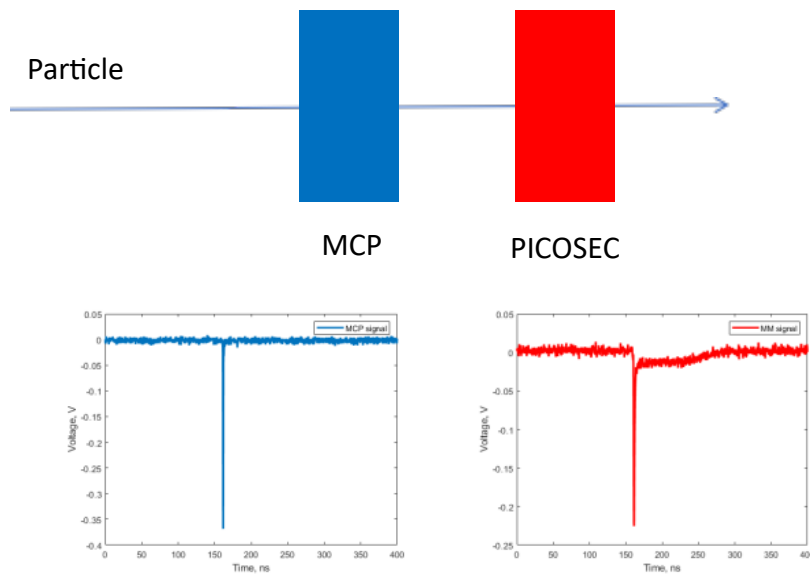 Particle
MCP
PICOSEC
0.05
0
-0.05
-0.1
-0.15
-0.2
-0.25
-0.3
-0.35
-0.4
Voltage, V
MCP signal
0 50 100 150 200 250 300 350 400
Time, ns
0.05
0
-0.05
-0.1
-0.15
-0.2
-0.25
Voltage, V
MM signal
0 50 100 150 200 250 300 350 400
Time, ns